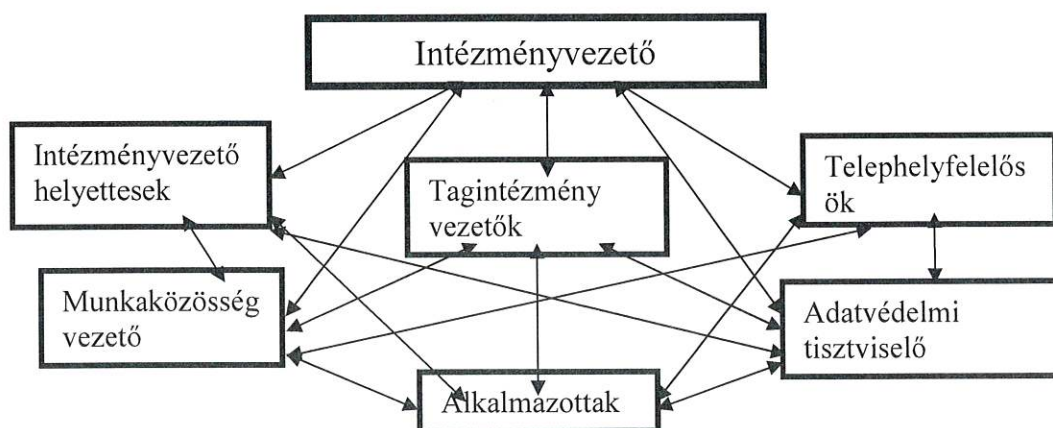 Intézményvezető
Intézményvezető
helyettesek
Tagintézmény
vezetők
Telephelyfelelős
ök
Munkaközösség
vezető
Adatvédelmi
tisztviselő
Alkalmazottak